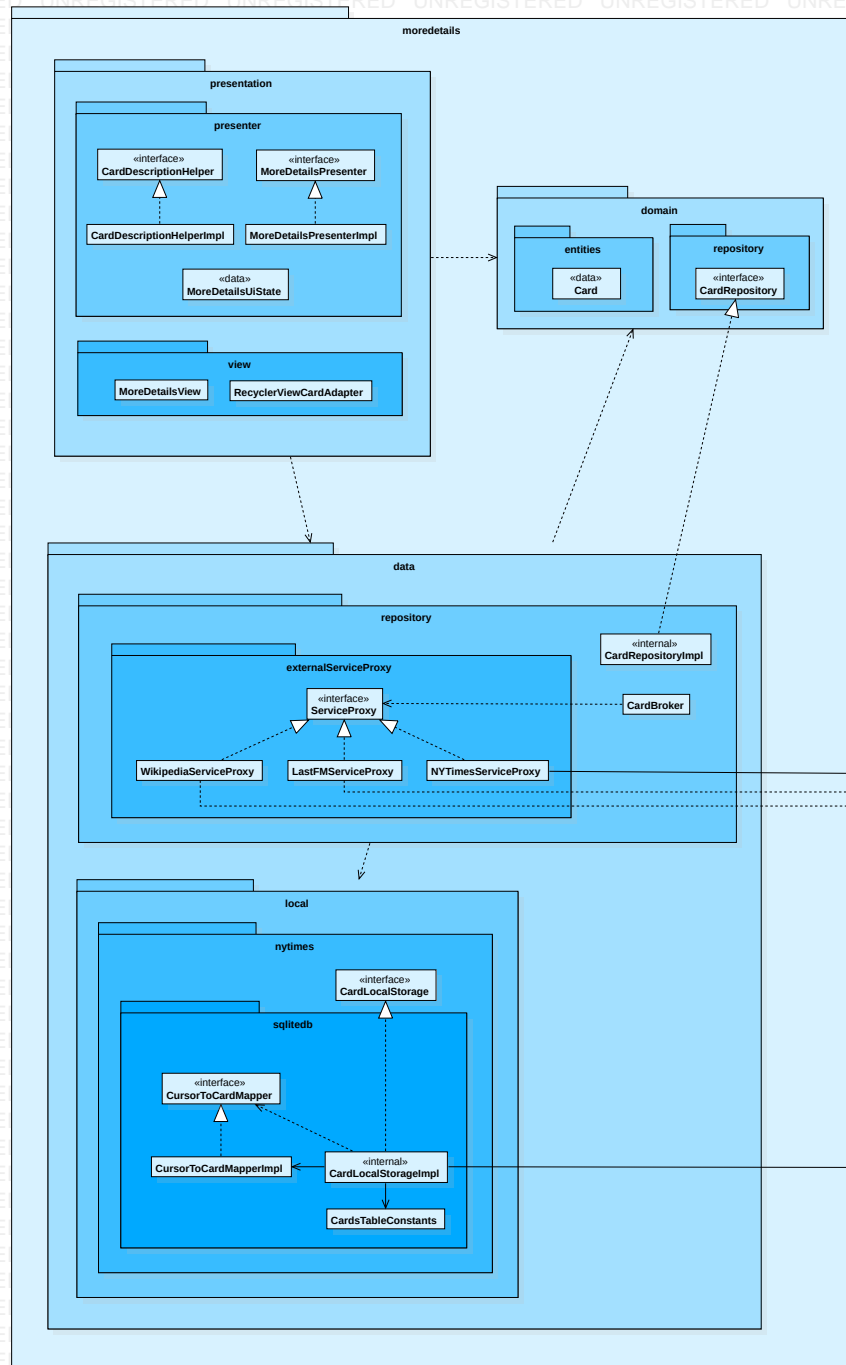 UNREGISTERED UNREGISTERED UNREGISTERED UNREGISTERED
moredetails
presentation
presenter
«interface»
CardDescriptionHelper
«interface»
MoreDetailsPresenter
CardDescriptionHelperImpl
MoreDetailsPresenterImpl
«data»
MoreDetailsUiState
view
MoreDetailsView
RecyclerViewCardAdapter
domain
entities
«data»
Card
repository
«interface»
CardRepository
data
repository
«internal»
CardRepositoryImpl
externalServiceProxy
«interface»
ServiceProxy
CardBroker
WikipediaServiceProxy
LastFMServiceProxy
NYTimesServiceProxy
local
nytimes
«interface»
CardLocalStorage
sqlitedb
«interface»
CursorToCardMapper
CursorToCardMapperImpl
«internal»
CardLocalStorageImpl
CardsTableConstants